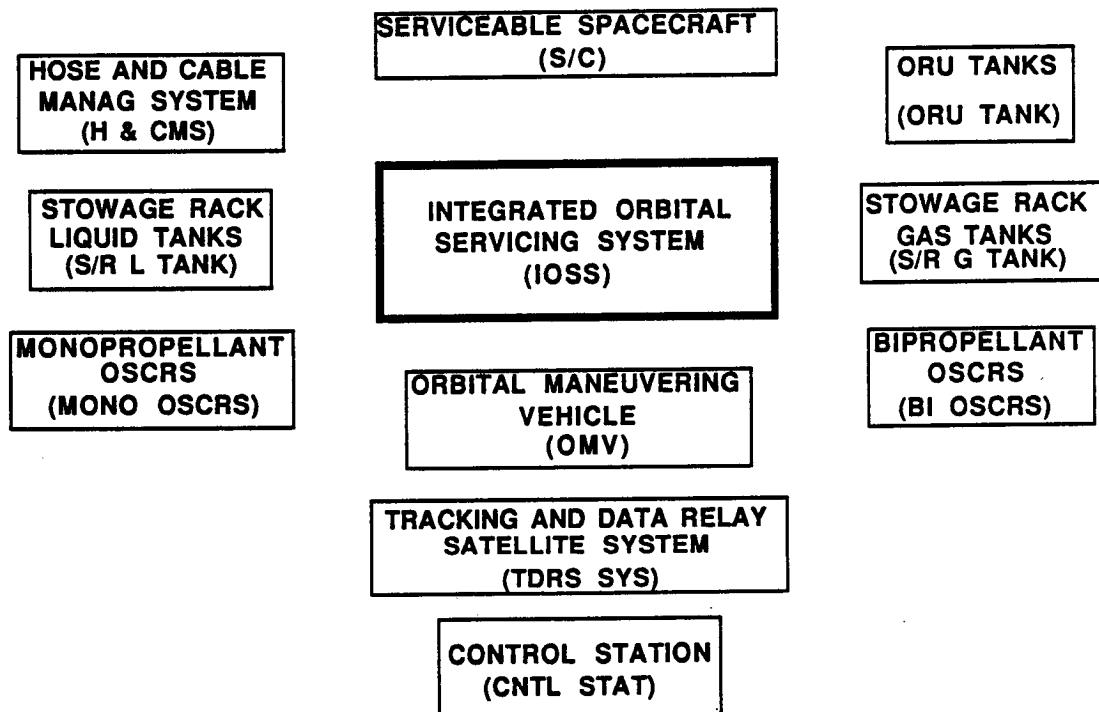 SERVICEABLE SPACECRAFT
(S/C)
HOSE AND CABLE
MANAG SYSTEM
(H & CMS)
ORU TANKS
(ORU TANK)
STOWAGE RACK
LIQUID TANKS
(S/R L TANK)
INTEGRATED ORBITAL
SERVICING SYSTEM
(IOSS)
STOWAGE RACK
GAS TANKS
(S/R G TANK)
MONOPROPELLANT
OSCRS
(MONO OSCRS)
BIPROPELLANT
OSCRS
(BI OSCRS)
ORBITAL MANEUVERING
VEHICLE
(OMV)
TRACKING AND DATA RELAY
SATELLITE SYSTEM
(TDRS SYS)
CONTROL STATION
(CNTL STAT)